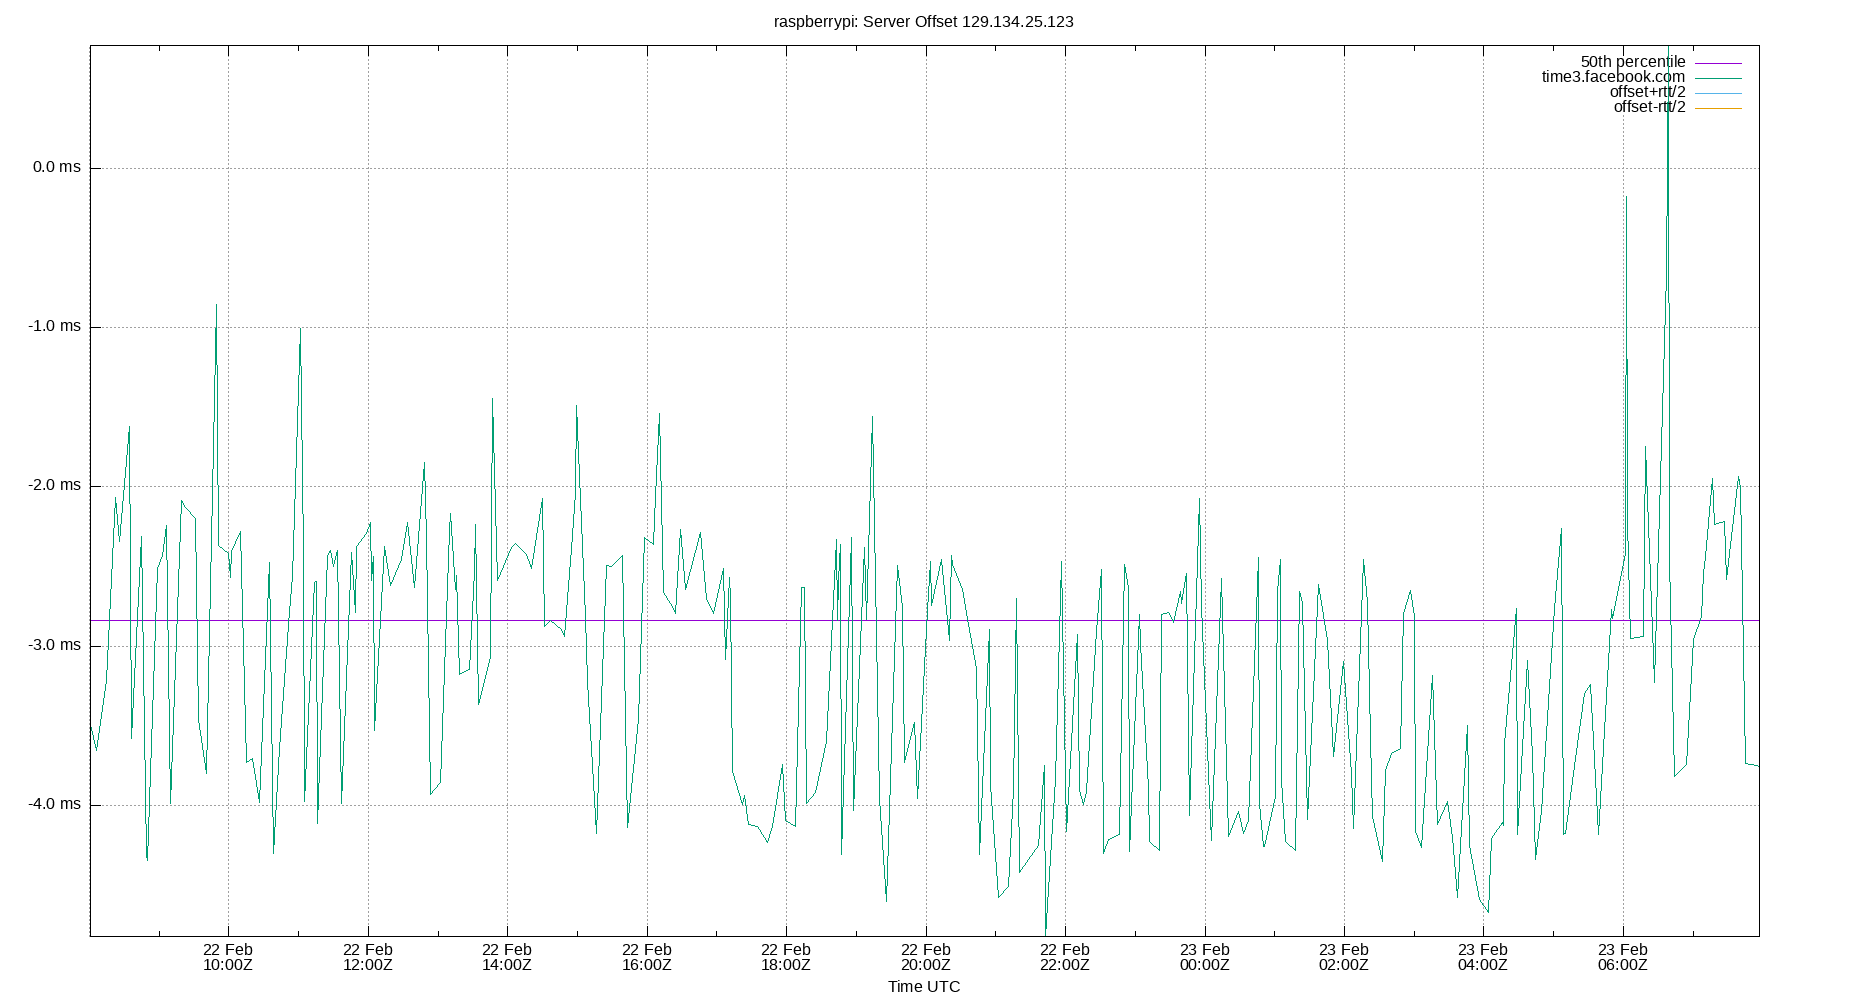 raspberrypi: Server Offset 129.134.25.123
50th percentile
time3.facebook.com
offset+rtt/2
offset-rtt/2
0.0 ms
-1.0 ms
-2.0 ms
-3.0 ms
-4.0 ms
22 Feb 22 Feb 22 Feb 22 Feb 22 Feb 22 Feb 22 Feb 23 Feb 23 Feb 23 Feb 23 Feb
10:00Z 12:00Z 14:00Z 16:00Z 18:00Z 20:00Z 22:00Z 00:00Z 02:00Z 04:00Z 06:00Z
Time UTC